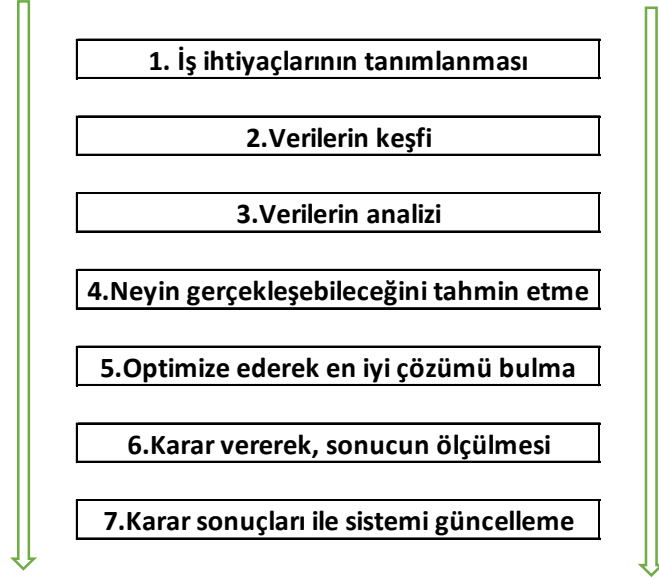 1. İş ihtiyaçlarının tanımlanması
2.Verilerin keşfi
3.Verilerin analizi
4.Neyin gerçekleşebileceğini tahmin etme
5.Optimize ederek en iyi çözümü bulma
6.Karar vererek, sonucun ölçülmesi
7.Karar sonuçları ile sistemi güncelleme